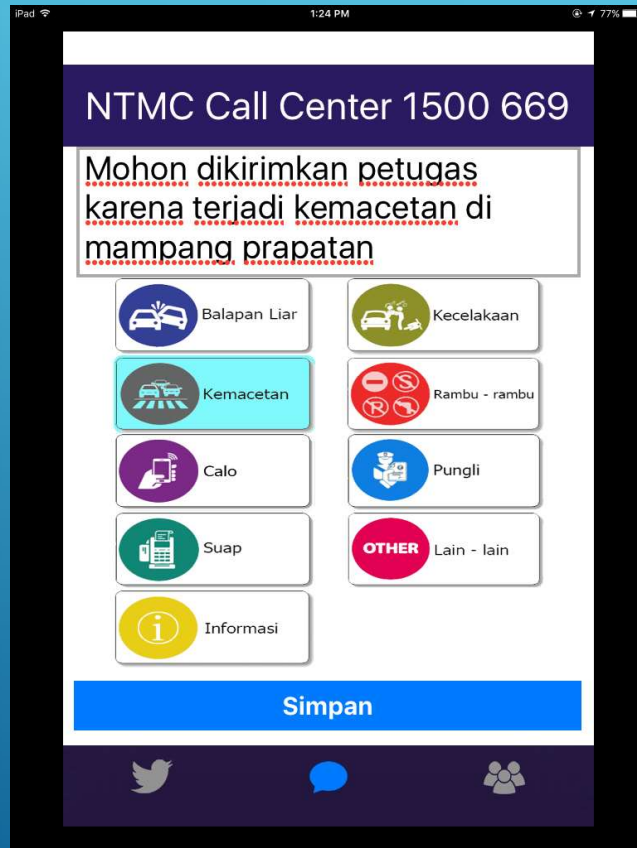 iPad 1:24 PM 77%
NTMC Call Center 1500 669
Mohon dikirimkan petugas
karena terjadi kemacetan di
mampang prapatan
Balapan Liar
Kecelakaan
Kemacetan
Rambu - rambu
Calo
Pungli
Suap
OTHER Lain - lain
Informasi
Simpan